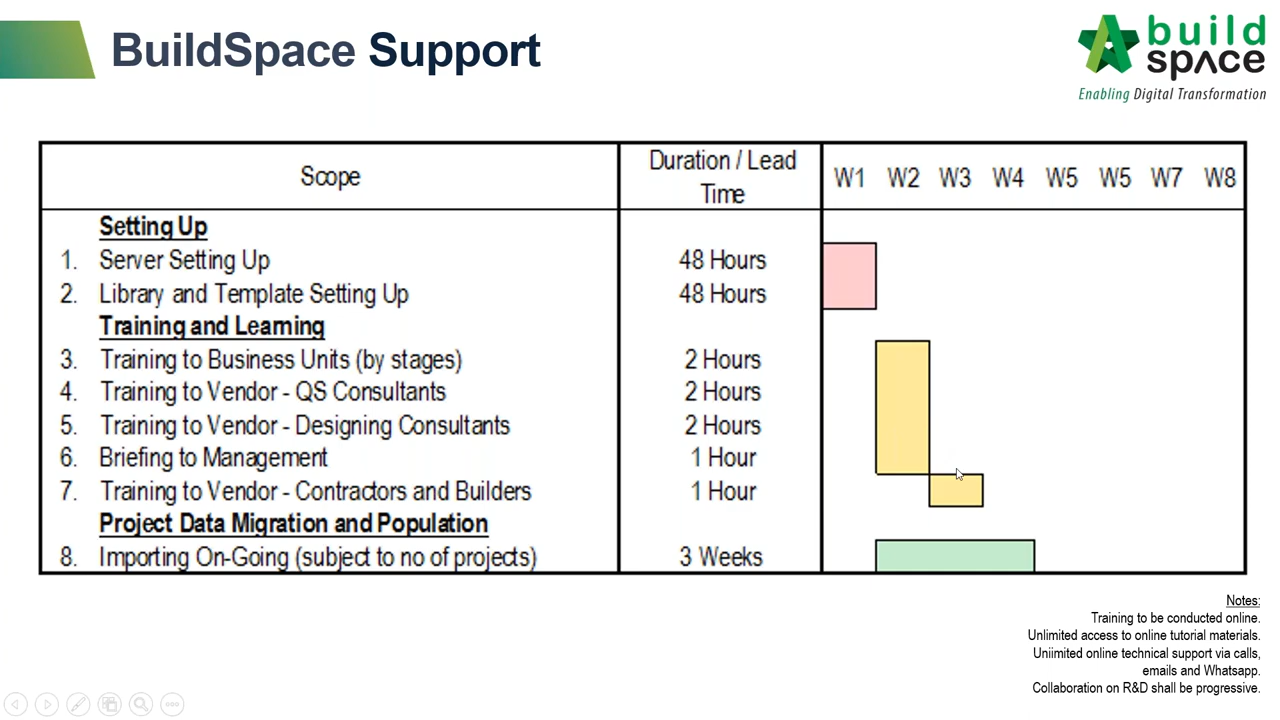 BuildSpace Support
build
space
Enabling Digital Transformation
Scope Duration / Lead Time W1 W2 W3 W4 W5 W5 W7 W8
Setting Up
1. Server Setting Up 48 Hours
2. Library and Template Setting Up 48 Hours
Training and Learning
3. Training to Business Units (by stages) 2 Hours
4. Training to Vendor - QS Consultants 2 Hours
5. Training to Vendor - Designing Consultants 2 Hours
6. Briefing to Management 1 Hour
7. Training to Vendor - Contractors and Builders 1 Hour
Project Data Migration and Population
8. Importing On-Going (subject to no of projects) 3 Weeks
Notes:
Training to be conducted online.
Unlimited access to online tutorial materials.
Uniimited online technical support via calls,
emails and Whatsapp.
Collaboration on R&D shall be progressive.